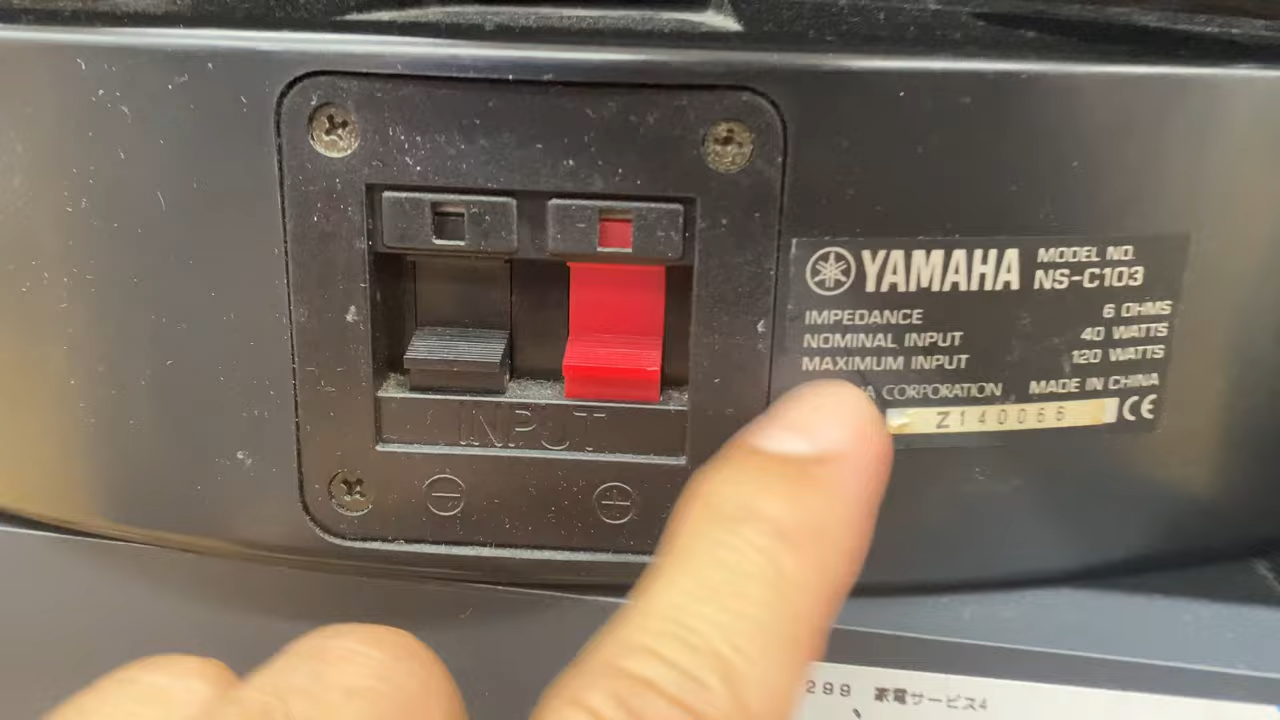 INPUT
⊖ ⊕
YAMAHA MODEL NO. NS-C103
IMPEDANCE 6 OHMS
NOMINAL INPUT 40 WATTS
MAXIMUM INPUT 120 WATTS
CORPORATION MADE IN CHINA
Z140066 CE
299 家電サービス4